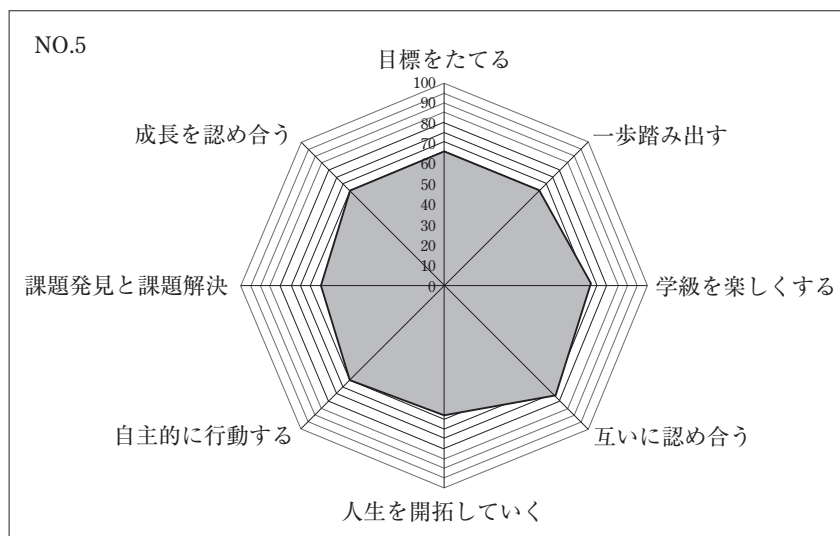 NO.5
目標をたてる
100
90
80
70
60
50
40
30
20
10
0
一歩踏み出す
学級を楽しくする
互いに認め合う
人生を開拓していく
自主的に行動する
課題発見と課題解決
成長を認め合う